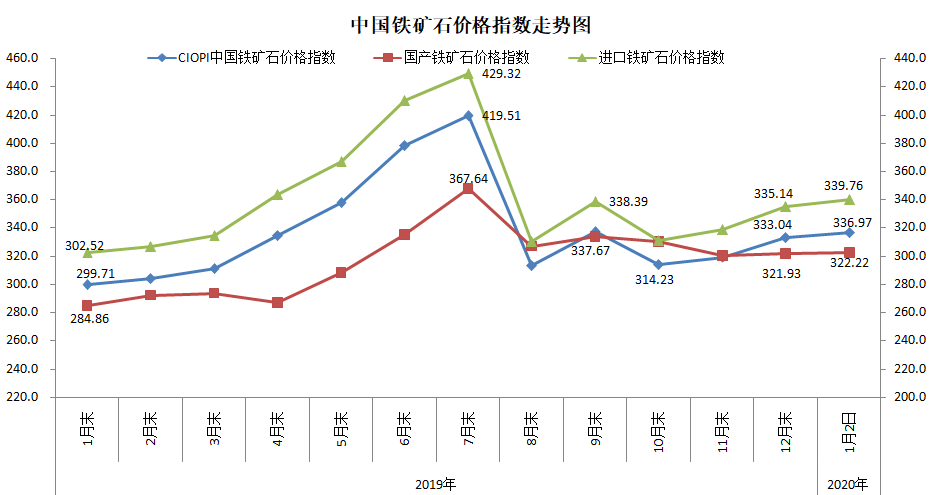 中国铁矿石价格指数走势图
CIOPI中国铁矿石价格指数 国产铁矿石价格指数 进口铁矿石价格指数
460.0 440.0
440.0 420.0
420.0 400.0
400.0 380.0
380.0 360.0
360.0 340.0
340.0 320.0
320.0 300.0
300.0 280.0
280.0 260.0
260.0 240.0
240.0 220.0
220.0 200.0
429.32
419.51
367.64
338.39 335.14 339.76
302.52 333.04 336.97
337.67 322.22
299.71 314.23 321.93
284.86
1月末 2月末 3月末 4月末 5月末 6月末 7月末 8月末 9月末 10月末 11月末 12月末 1月2日
2019年 2020年